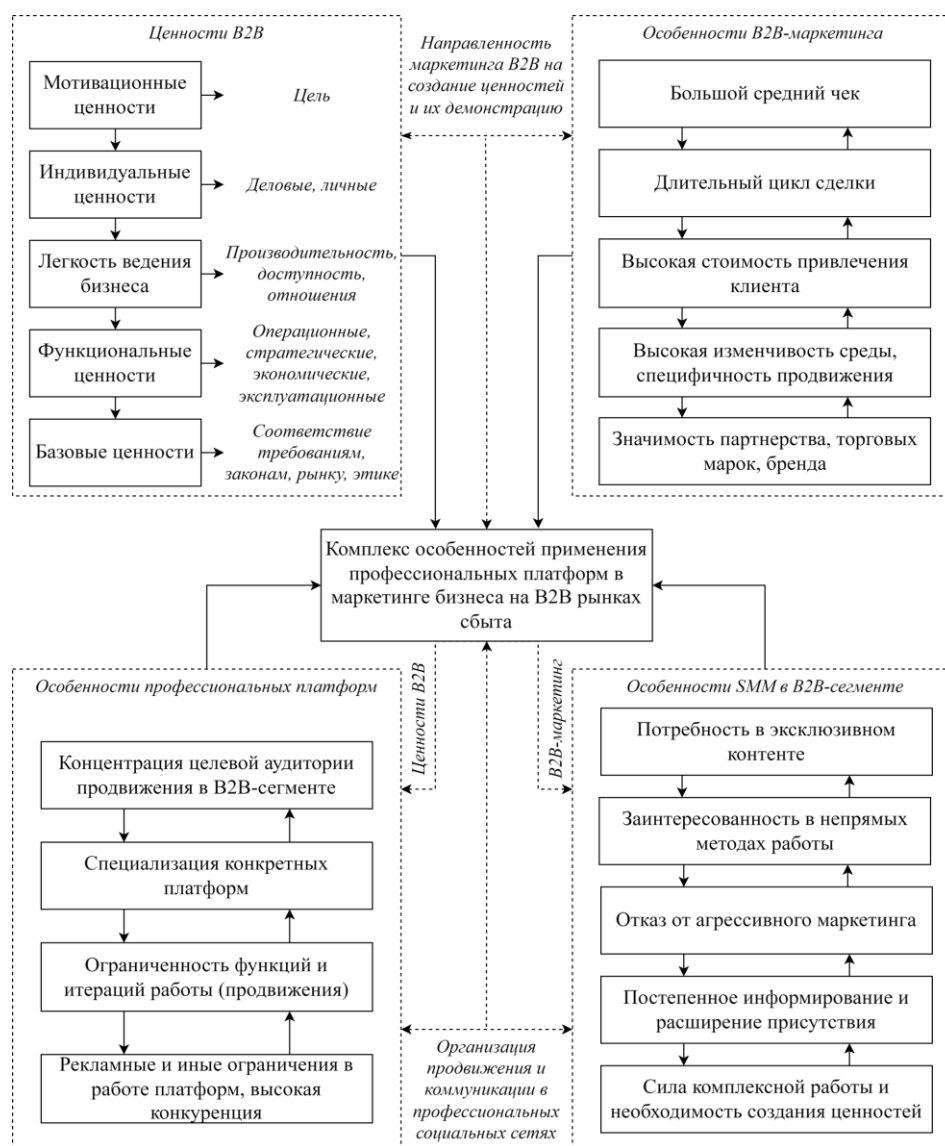 Ценности B2B
Мотивационные
ценности
Цель
Индивидуальные
ценности
Деловые, личные
Легкость ведения
бизнеса
Производительность,
доступность,
отношения
Функциональные
ценности
Операционные,
стратегические,
экономические,
эксплуатационные
Базовые ценности
Соответствие
требованиям,
законам, рынку, этике
Направленность
маркетинга B2B на
создание ценностей
и их демонстрацию
Особенности B2B-маркетинга
Большой средний чек
Длительный цикл сделки
Высокая стоимость привлечения
клиента
Высокая изменчивость среды,
специфичность продвижения
Значимость партнерства, торговых
марок, бренда
Комплекс особенностей применения
профессиональных платформ в
маркетинге бизнеса на B2B рынках
сбыта
Ценности B2B
B2B-маркетинг
Особенности профессиональных платформ
Концентрация целевой аудитории
продвижения в B2B-сегменте
Специализация конкретных
платформ
Ограниченность функций и
итераций работы (продвижения)
Рекламные и иные ограничения в
работе платформ, высокая
конкуренция
Организация
продвижения и
коммуникации в
профессиональных
социальных сетях
Особенности SMM в B2B-сегменте
Потребность в эксклюзивном
контенте
Заинтересованность в непрямых
методах работы
Отказ от агрессивного маркетинга
Постепенное информирование и
расширение присутствия
Сила комплексной работы и
необходимость создания ценностей